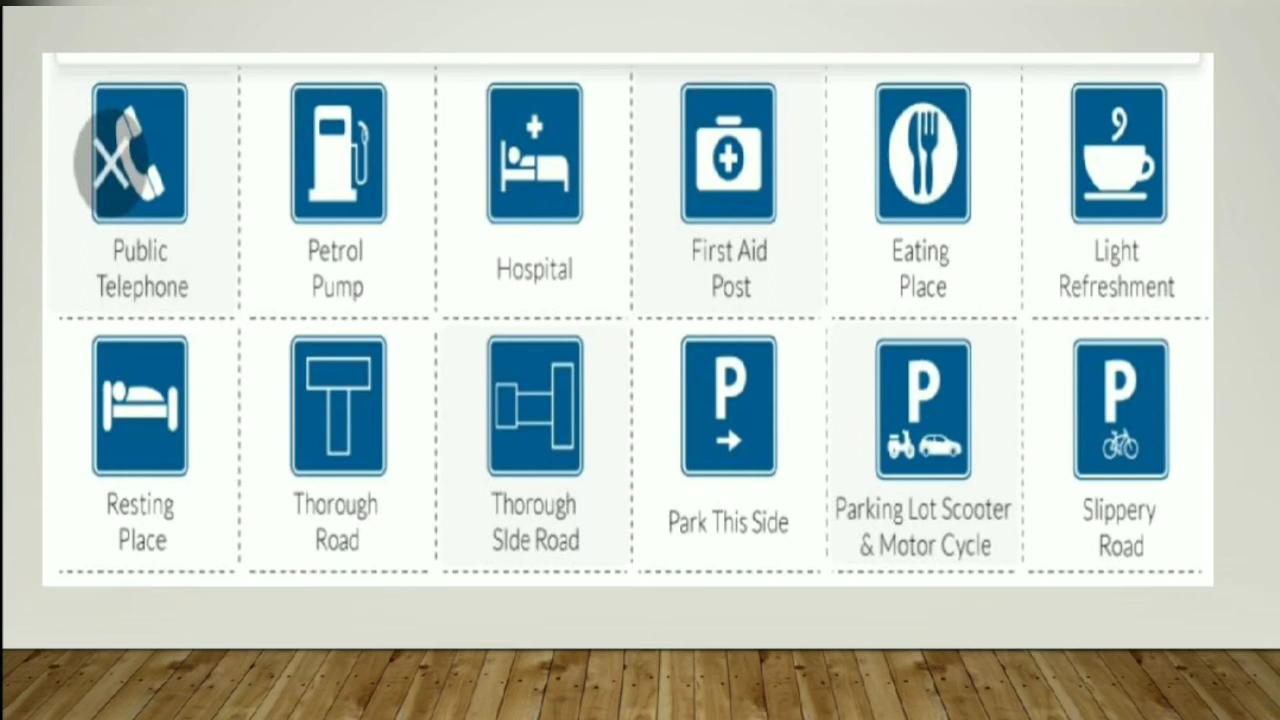 Public
Telephone
Petrol
Pump
Hospital
First Aid
Post
Eating
Place
Light
Refreshment
Resting
Place
Thorough
Road
Thorough
SIde Road
P
Park This Side
P
Parking Lot Scooter
& Motor Cycle
P
Slippery
Road